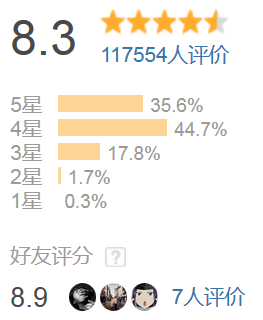 8.3
117554人评价
5星 35.6%
4星 44.7%
3星 17.8%
2星 1.7%
1星 0.3%
好友评分 ?
8.9 7人评价